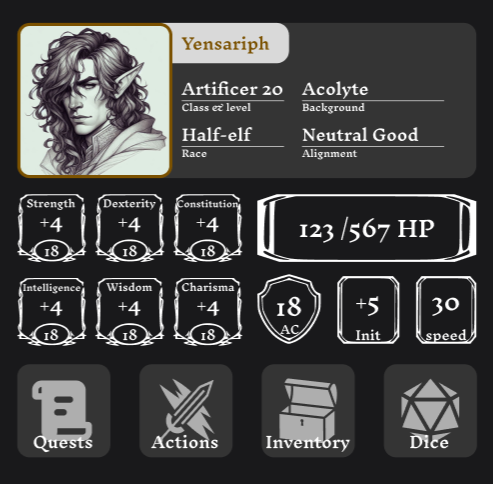 Yensariph
Artificer 20 Acolyte
Class & level Background
Half-elf Neutral Good
Race Alignment
Strength Dexterity Constitution
+4 +4 +4
18 18 18
123 /567 HP
Intelligence Wisdom Charisma
+4 +4 +4
18 18 18
18 +5 30
AC Init speed
Quests Actions Inventory Dice